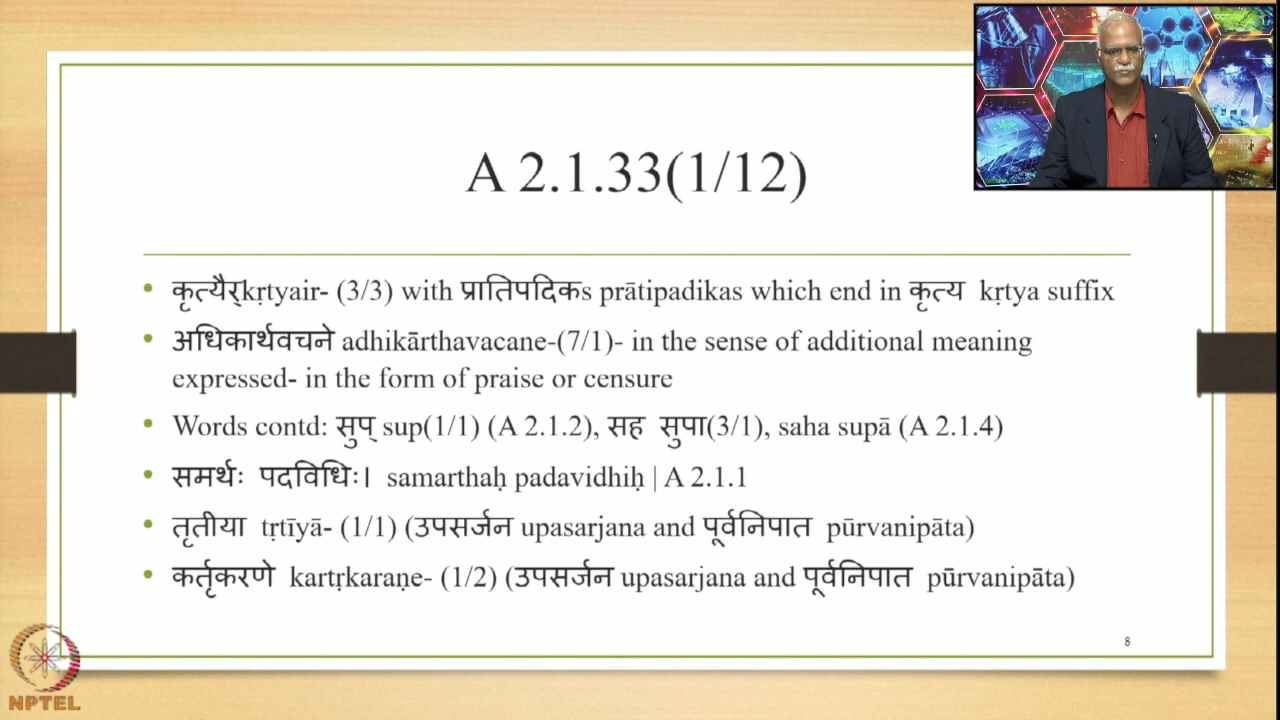 A 2.1.33(1/12)
• कृत्यैर्kṛtyair- (3/3) with प्रातिपदिकs prātipadikas which end in कृत्य kṛtya suffix
• अधिकार्थवचने adhikārthavacane-(7/1)- in the sense of additional meaning
expressed- in the form of praise or censure
• Words contd: सुप् sup(1/1) (A 2.1.2), सह सुपा(3/1), saha supā (A 2.1.4)
• समर्थः पदविधिः। samarthaḥ padavidhiḥ | A 2.1.1
• तृतीया tṛtīyā- (1/1) (उपसर्जन upasarjana and पूर्वनिपात pūrvanipāta)
• कर्तृकरणे kartṛkaraṇe- (1/2) (उपसर्जन upasarjana and पूर्वनिपात pūrvanipāta)
8
NPTEL